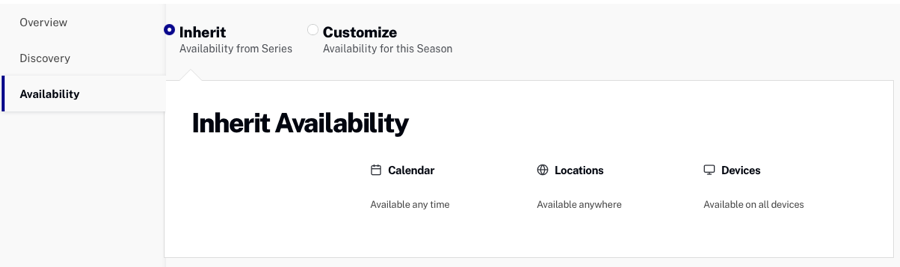 Overview
Discovery
Availability
Inherit
Availability from Series
Customize
Availability for this Season
Inherit Availability
Calendar
Locations
Devices
Available any time
Available anywhere
Available on all devices